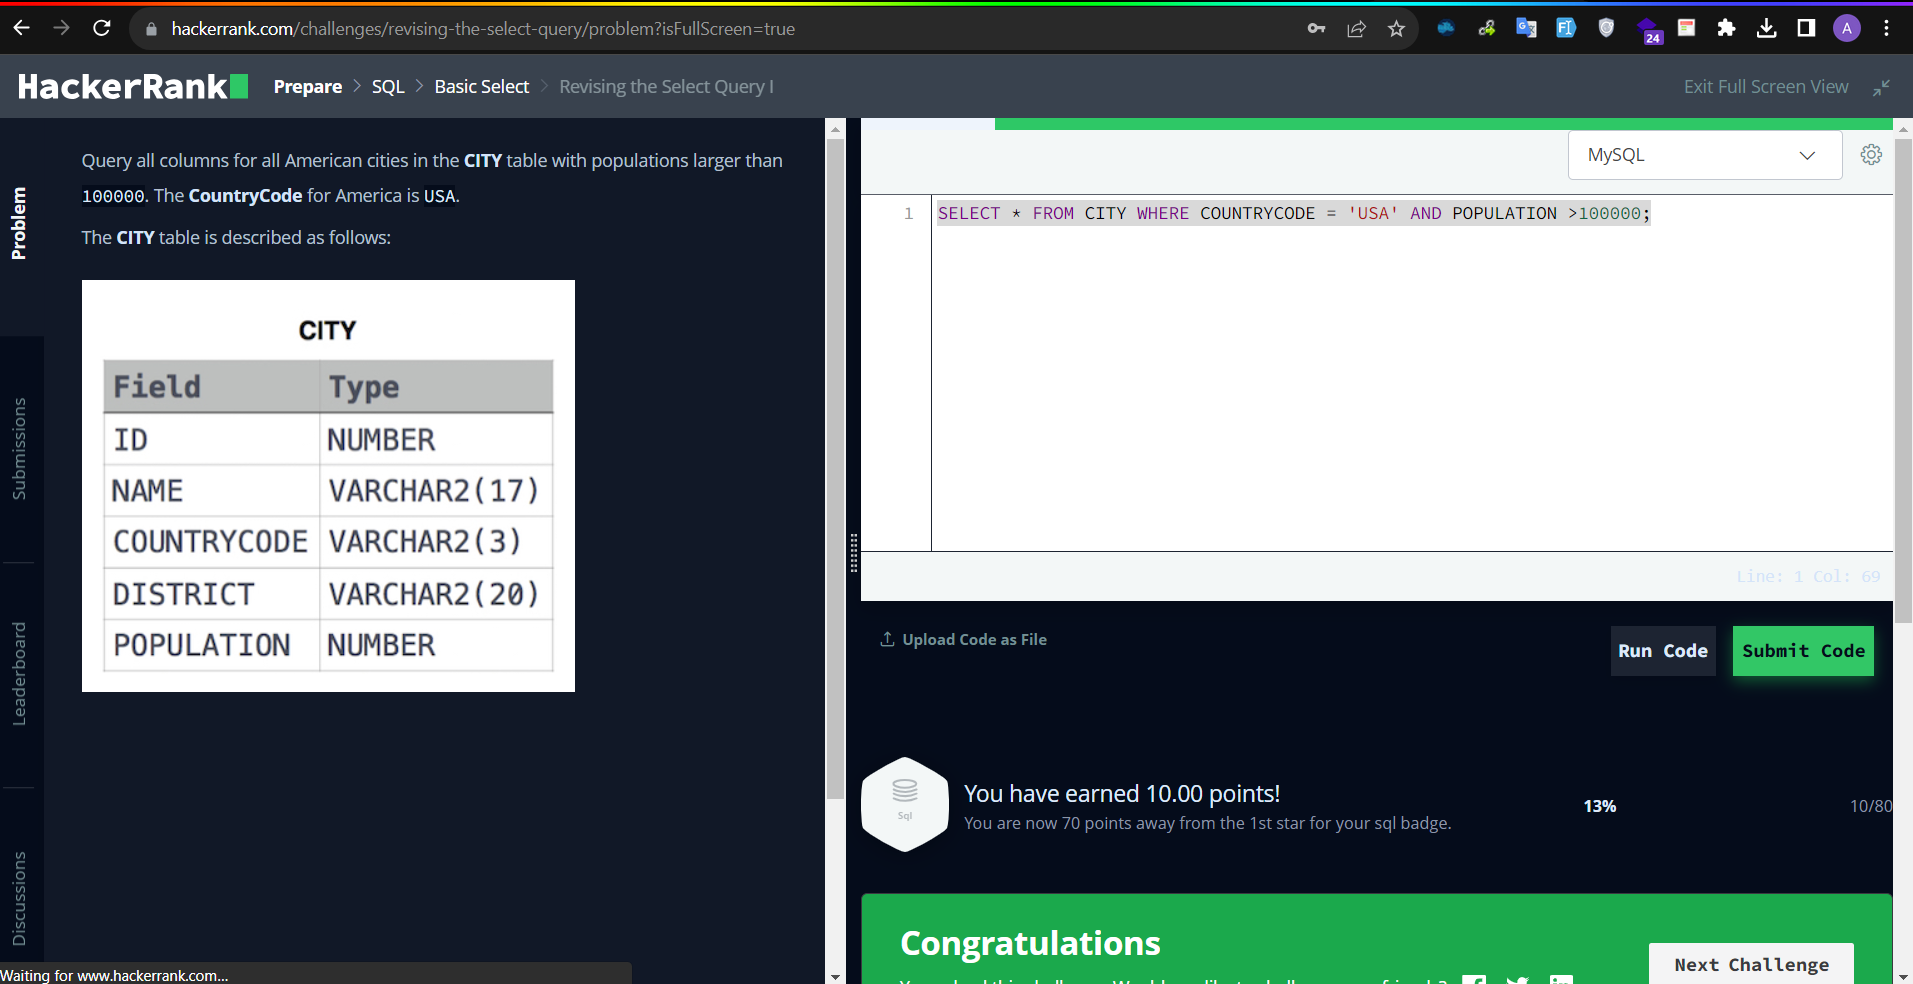 hackerrank.com/challenges/revising-the-select-query/problem?isFullScreen=true
24
A
HackerRank
Prepare > SQL > Basic Select > Revising the Select Query I
Exit Full Screen View
Problem
Submissions
Leaderboard
Discussions
Query all columns for all American cities in the CITY table with populations larger than
100000. The CountryCode for America is USA.
The CITY table is described as follows:
CITY
Field Type
ID NUMBER
NAME VARCHAR2(17)
COUNTRYCODE VARCHAR2(3)
DISTRICT VARCHAR2(20)
POPULATION NUMBER
Waiting for www.hackerrank.com...
MySQL
1 SELECT * FROM CITY WHERE COUNTRYCODE = 'USA' AND POPULATION >100000;
Line: 1 Col: 69
Upload Code as File
Run Code
Submit Code
Sql
You have earned 10.00 points!
You are now 70 points away from the 1st star for your sql badge.
13%
10/80
Congratulations
Next Challenge